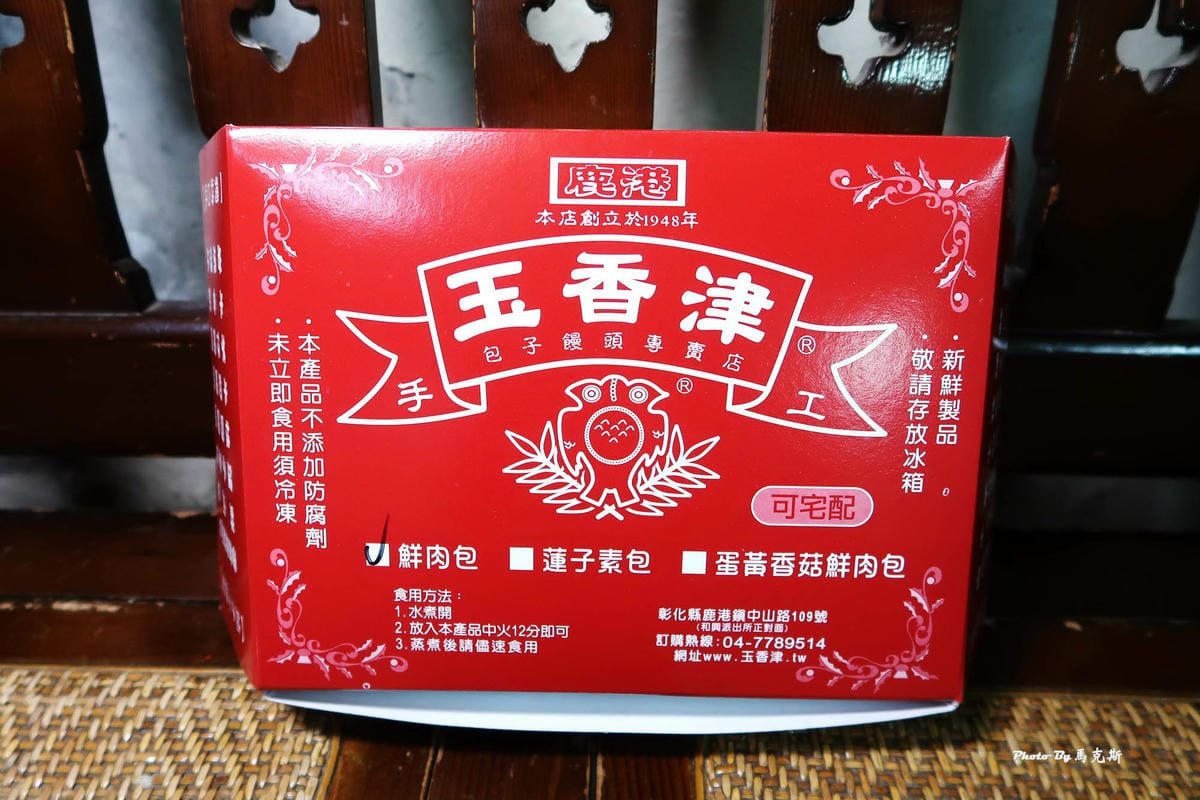 鹿港
本店創立於1948年
玉香津
®
包子饅頭專賣店
手工
®
・新鮮製品。
・敬請存放冰箱
・本產品不添加防腐劑
・未立即食用須冷凍
可宅配
鮮肉包 蓮子素包 蛋黃香菇鮮肉包
食用方法：
1.水煮開
2.放入本產品中火12分即可
3.蒸煮後請儘速食用
彰化縣鹿港鎮中山路109號
(和興派出所正對面)
訂購熱線：04-7789514
網址www.玉香津.tw
Photo By 馬克斯